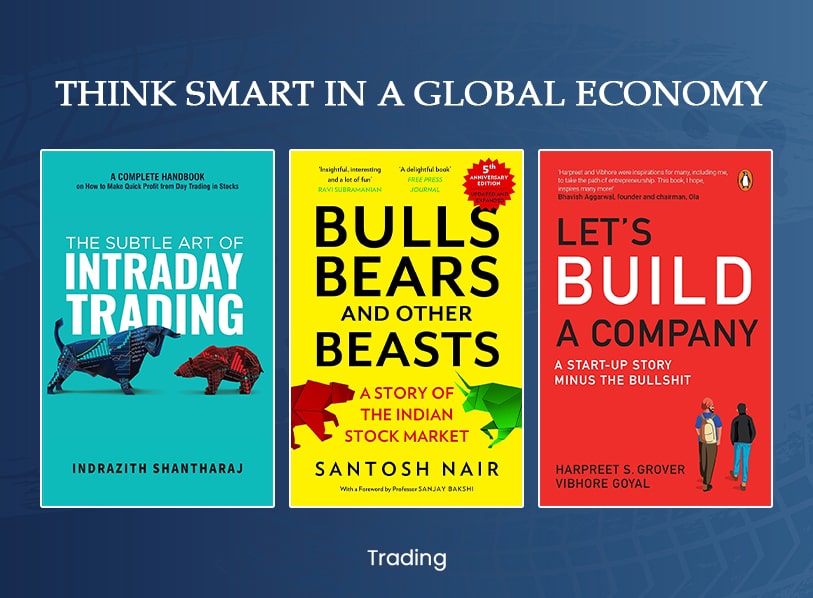 THINK SMART IN A GLOBAL ECONOMY
A COMPLETE HANDBOOK
on How to Make Quick Profit from Day Trading in Stocks
THE SUBTLE ART OF
INTRADAY
TRADING
INDRAZITH SHANTHARAJ
'Insightful, interesting
and a lot of fun'
RAVI SUBRAMANIAN
'A delightful book'
FREE PRESS
JOURNAL
5th
ANNIVERSARY
EDITION
UPDATED AND
EXPANDED
BULLS
BEARS
AND OTHER
BEASTS
A STORY OF
THE INDIAN
STOCK MARKET
SANTOSH NAIR
With a Foreword by Professor SANJAY BAKSHI
'Harpreet and Vibhore were inspirations for many, including me,
to take the path of entrepreneurship. This book, I hope,
inspires many more!'
Bhavish Aggarwal, founder and chairman, Ola
LET'S
BUILD
A COMPANY
A START-UP STORY
MINUS THE BULLSHIT
HARPREET S. GROVER
VIBHORE GOYAL
Trading